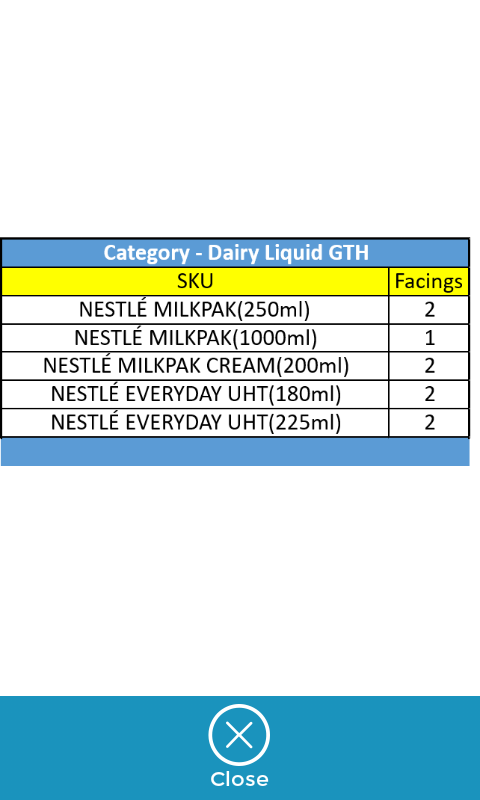 Category - Dairy Liquid GTH
SKU Facings
NESTLÉ MILKPAK(250ml) 2
NESTLÉ MILKPAK(1000ml) 1
NESTLÉ MILKPAK CREAM(200ml) 2
NESTLÉ EVERYDAY UHT(180ml) 2
NESTLÉ EVERYDAY UHT(225ml) 2
Close